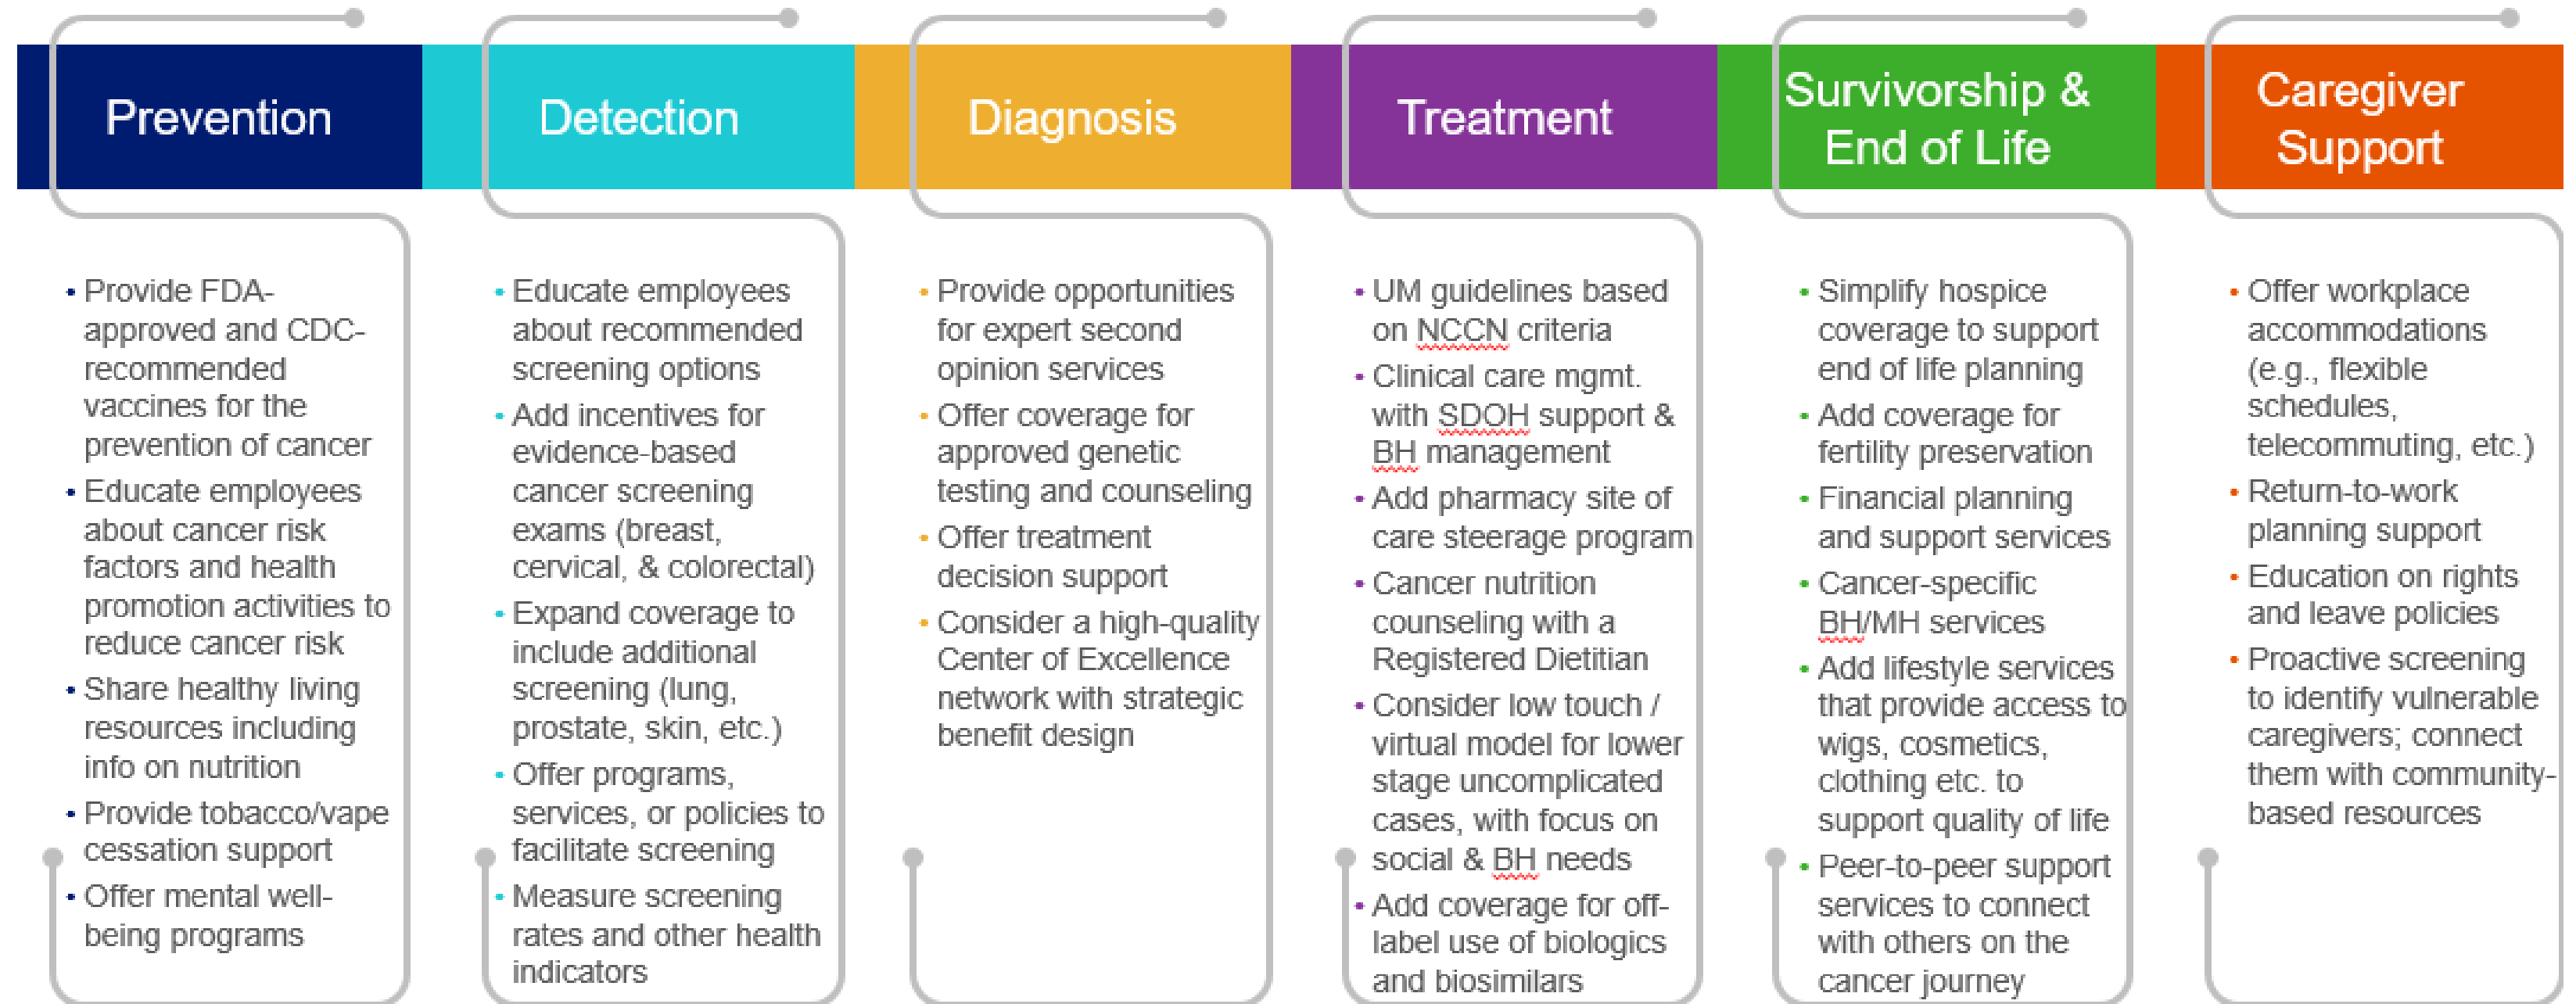 Prevention
• Provide FDA-
approved and CDC-
recommended
vaccines for the
prevention of cancer
• Educate employees
about cancer risk
factors and health
promotion activities to
reduce cancer risk
• Share healthy living
resources including
info on nutrition
• Provide tobacco/vape
cessation support
• Offer mental well-
being programs
Detection
• Educate employees
about recommended
screening options
• Add incentives for
evidence-based
cancer screening
exams (breast,
cervical, & colorectal)
• Expand coverage to
include additional
screening (lung,
prostate, skin, etc.)
• Offer programs,
services, or policies to
facilitate screening
• Measure screening
rates and other health
indicators
Diagnosis
• Provide opportunities
for expert second
opinion services
• Offer coverage for
approved genetic
testing and counseling
• Offer treatment
decision support
• Consider a high-quality
Center of Excellence
network with strategic
benefit design
Treatment
• UM guidelines based
on NCCN criteria
• Clinical care mgmt.
with SDOH support &
BH management
• Add pharmacy site of
care steerage program
• Cancer nutrition
counseling with a
Registered Dietitian
• Consider low touch /
virtual model for lower
stage uncomplicated
cases, with focus on
social & BH needs
• Add coverage for off-
label use of biologics
and biosimilars
Survivorship &
End of Life
• Simplify hospice
coverage to support
end of life planning
• Add coverage for
fertility preservation
• Financial planning
and support services
• Cancer-specific
BH/MH services
• Add lifestyle services
that provide access to
wigs, cosmetics,
clothing etc. to
support quality of life
• Peer-to-peer support
services to connect
with others on the
cancer journey
Caregiver
Support
• Offer workplace
accommodations
(e.g., flexible
schedules,
telecommuting, etc.)
• Return-to-work
planning support
• Education on rights
and leave policies
• Proactive screening
to identify vulnerable
caregivers; connect
them with community-
based resources